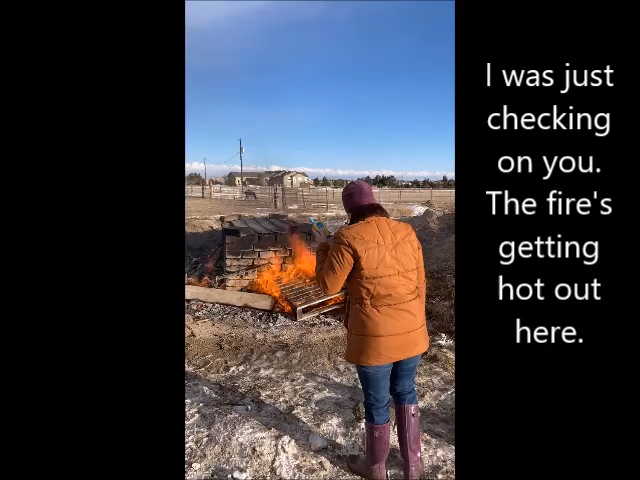 I was just
checking
on you.
The fire's
getting
hot out
here.